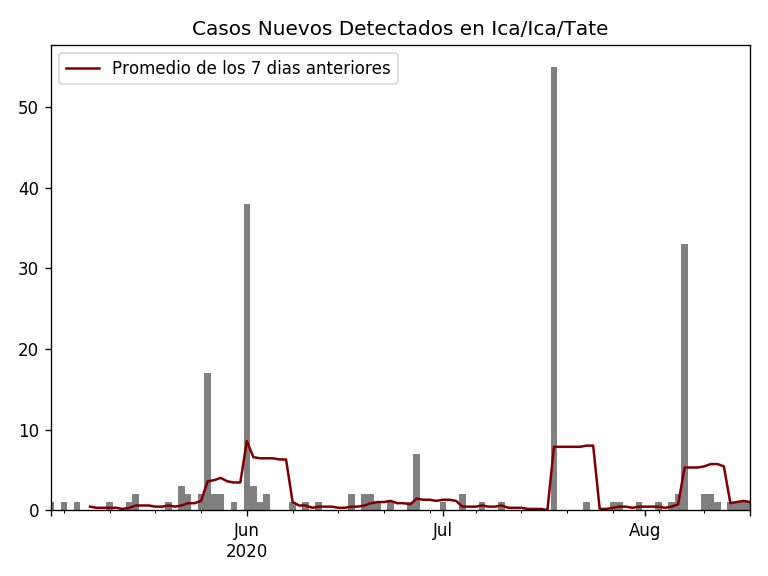 Casos Nuevos Detectados en Ica/Ica/Tate
Promedio de los 7 dias anteriores
50
40
30
20
10
0
Jun
2020
Jul
Aug